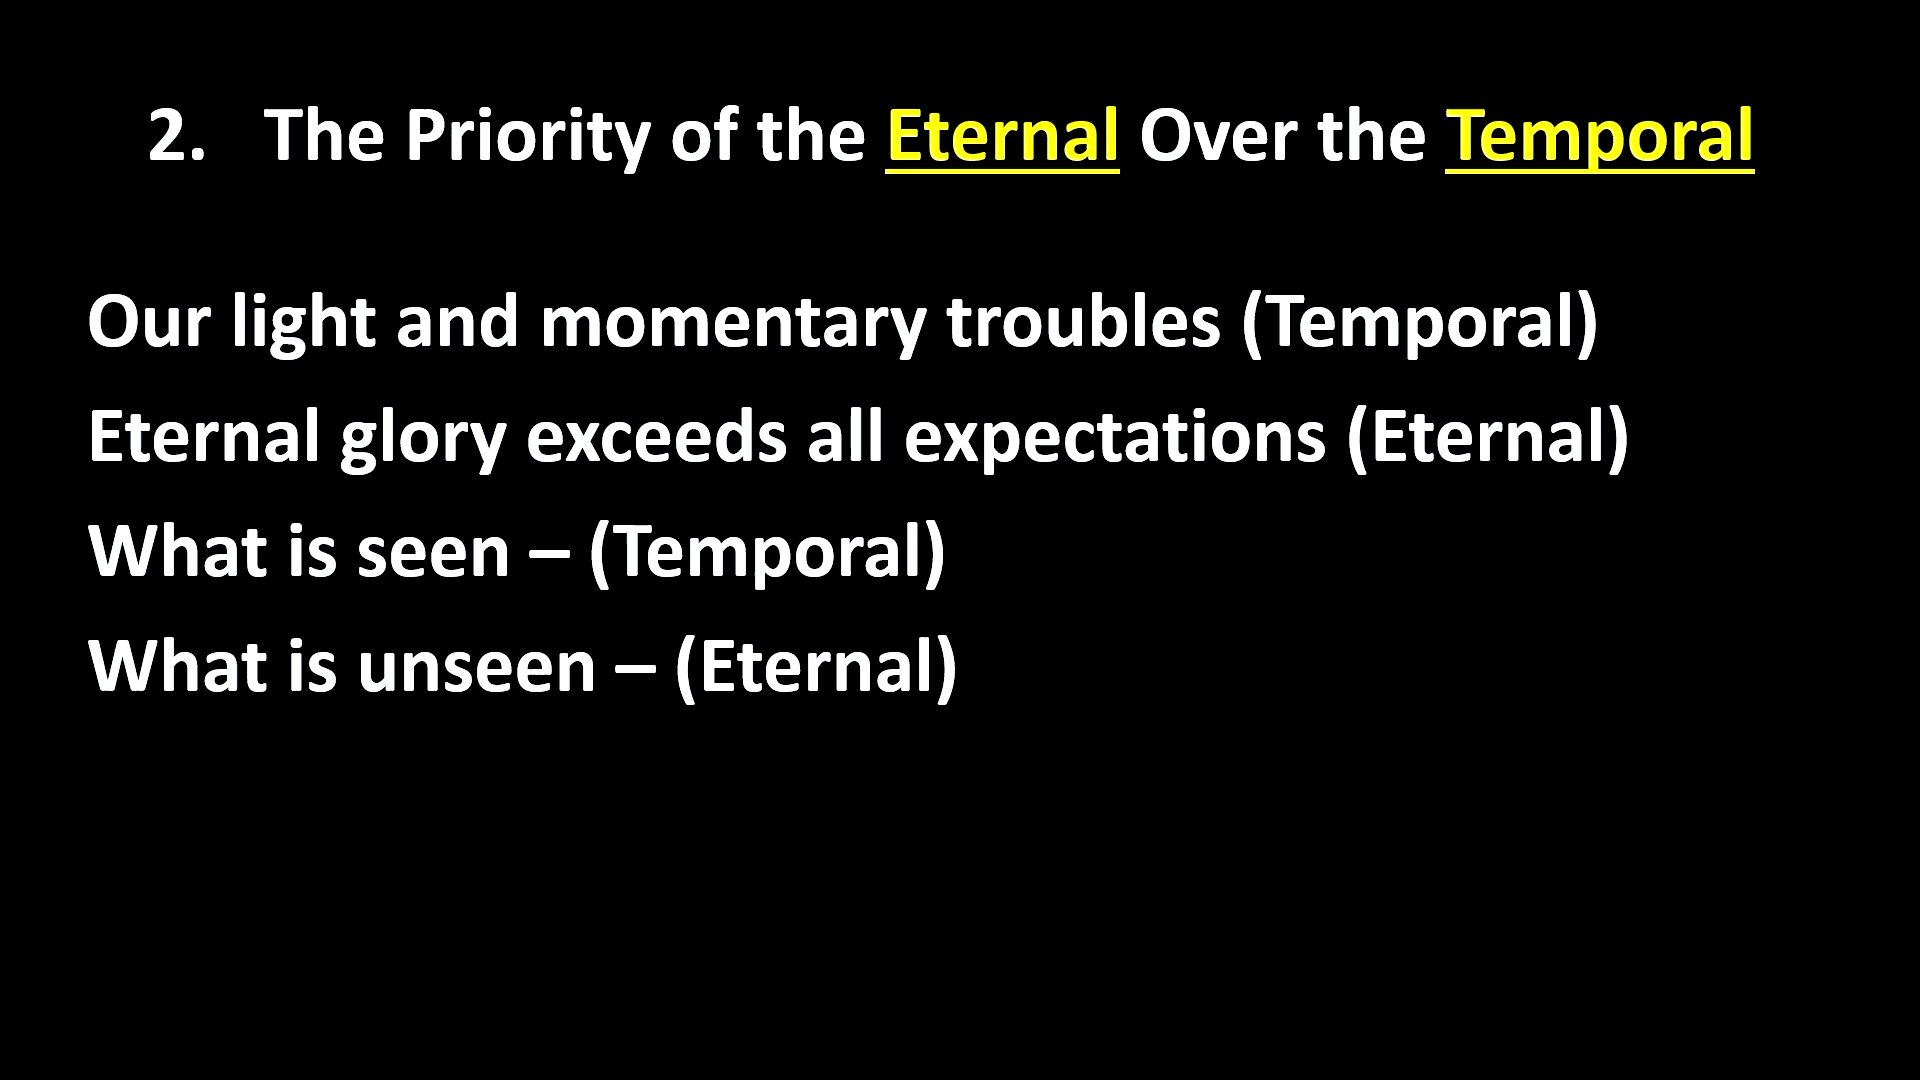 2. The Priority of the Eternal Over the Temporal
Our light and momentary troubles (Temporal)
Eternal glory exceeds all expectations (Eternal)
What is seen – (Temporal)
What is unseen – (Eternal)